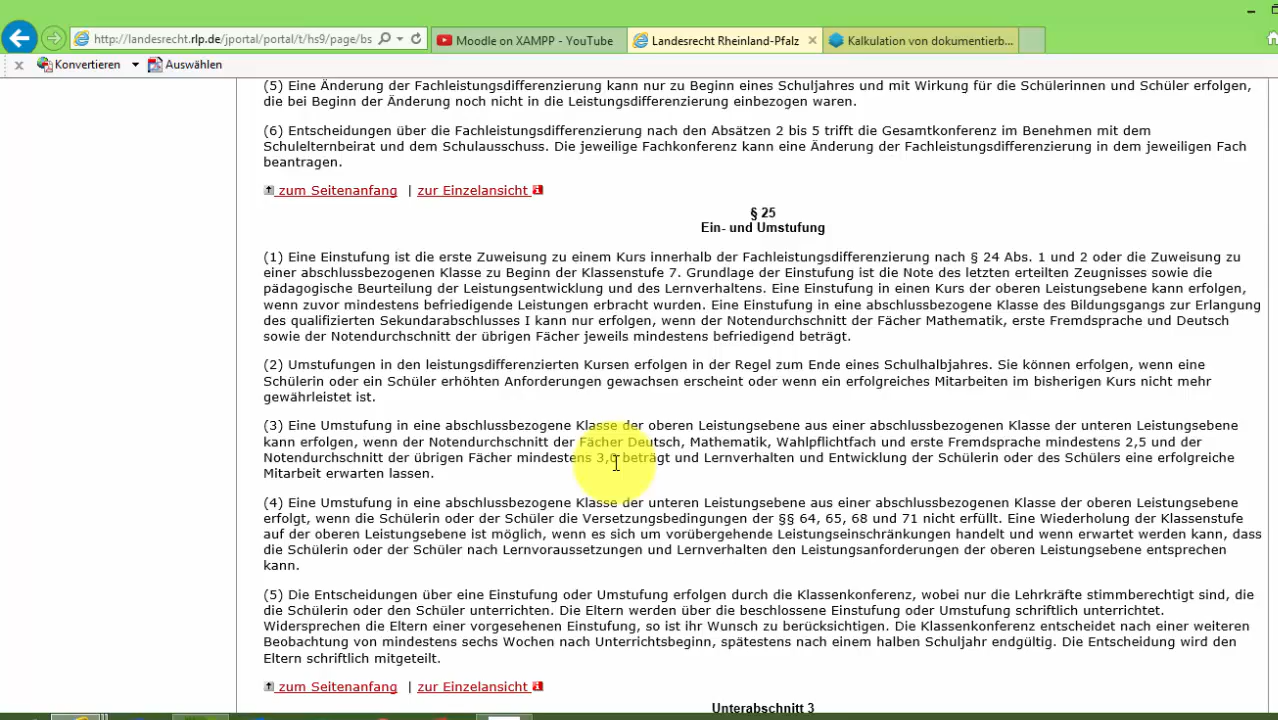 http://landesrecht.rlp.de/jportal/portal/t/hs9/page/bs
Moodle on XAMPP - YouTube
Landesrecht Rheinland-Pfalz
Kalkulation von dokumentierb...
Konvertieren
Auswählen
(5) Eine Änderung der Fachleistungsdifferenzierung kann nur zu Beginn eines Schuljahres und mit Wirkung für die Schülerinnen und Schüler erfolgen,
die bei Beginn der Änderung noch nicht in die Leistungsdifferenzierung einbezogen waren.
(6) Entscheidungen über die Fachleistungsdifferenzierung nach den Absätzen 2 bis 5 trifft die Gesamtkonferenz im Benehmen mit dem
Schulelternbeirat und dem Schulausschuss. Die jeweilige Fachkonferenz kann eine Änderung der Fachleistungsdifferenzierung in dem jeweiligen Fach
beantragen.
zum Seitenanfang | zur Einzelansicht
§ 25
Ein- und Umstufung
(1) Eine Einstufung ist die erste Zuweisung zu einem Kurs innerhalb der Fachleistungsdifferenzierung nach § 24 Abs. 1 und 2 oder die Zuweisung zu
einer abschlussbezogenen Klasse zu Beginn der Klassenstufe 7. Grundlage der Einstufung ist die Note des letzten erteilten Zeugnisses sowie die
pädagogische Beurteilung der Leistungsentwicklung und des Lernverhaltens. Eine Einstufung in einen Kurs der oberen Leistungsebene kann erfolgen,
wenn zuvor mindestens befriedigende Leistungen erbracht wurden. Eine Einstufung in eine abschlussbezogene Klasse des Bildungsgangs zur Erlangung
des qualifizierten Sekundarabschlusses I kann nur erfolgen, wenn der Notendurchschnitt der Fächer Mathematik, erste Fremdsprache und Deutsch
sowie der Notendurchschnitt der übrigen Fächer jeweils mindestens befriedigend beträgt.
(2) Umstufungen in den leistungsdifferenzierten Kursen erfolgen in der Regel zum Ende eines Schulhalbjahres. Sie können erfolgen, wenn eine
Schülerin oder ein Schüler erhöhten Anforderungen gewachsen erscheint oder wenn ein erfolgreiches Mitarbeiten im bisherigen Kurs nicht mehr
gewährleistet ist.
(3) Eine Umstufung in eine abschlussbezogene Klasse der oberen Leistungsebene aus einer abschlussbezogenen Klasse der unteren Leistungsebene
kann erfolgen, wenn der Notendurchschnitt der Fächer Deutsch, Mathematik, Wahlpflichtfach und erste Fremdsprache mindestens 2,5 und der
Notendurchschnitt der übrigen Fächer mindestens 3,0 beträgt und Lernverhalten und Entwicklung der Schülerin oder des Schülers eine erfolgreiche
Mitarbeit erwarten lassen.
(4) Eine Umstufung in eine abschlussbezogene Klasse der unteren Leistungsebene aus einer abschlussbezogenen Klasse der oberen Leistungsebene
erfolgt, wenn die Schülerin oder der Schüler die Versetzungsbedingungen der §§ 64, 65, 68 und 71 nicht erfüllt. Eine Wiederholung der Klassenstufe
auf der oberen Leistungsebene ist möglich, wenn es sich um vorübergehende Leistungseinschränkungen handelt und wenn erwartet werden kann, dass
die Schülerin oder der Schüler nach Lernvoraussetzungen und Lernverhalten den Leistungsanforderungen der oberen Leistungsebene entsprechen
kann.
(5) Die Entscheidungen über eine Einstufung oder Umstufung erfolgen durch die Klassenkonferenz, wobei nur die Lehrkräfte stimmberechtigt sind, die
die Schülerin oder den Schüler unterrichten. Die Eltern werden über die beschlossene Einstufung oder Umstufung schriftlich unterrichtet.
Widersprechen die Eltern einer vorgesehenen Einstufung, so ist ihr Wunsch zu berücksichtigen. Die Klassenkonferenz entscheidet nach einer weiteren
Beobachtung von mindestens sechs Wochen nach Unterrichtsbeginn, spätestens nach einem halben Schuljahr endgültig. Die Entscheidung wird den
Eltern schriftlich mitgeteilt.
zum Seitenanfang | zur Einzelansicht
Unterabschnitt 3